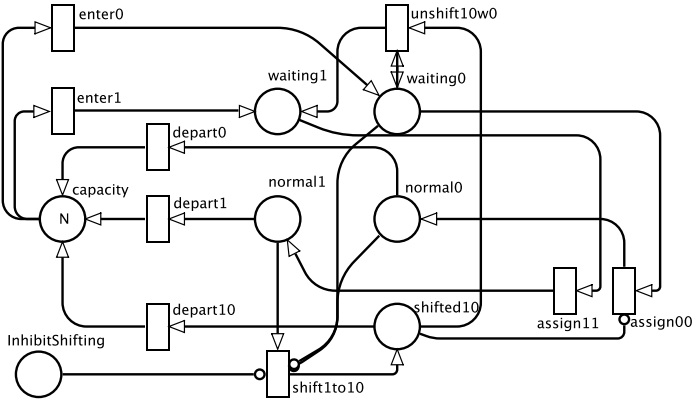 enter0
unshift10w0
waiting1
waiting0
enter1
depart0
capacity
normal1
normal0
depart1
N
depart10
shifted10
assign11
assign00
InhibitShifting
shift1to10